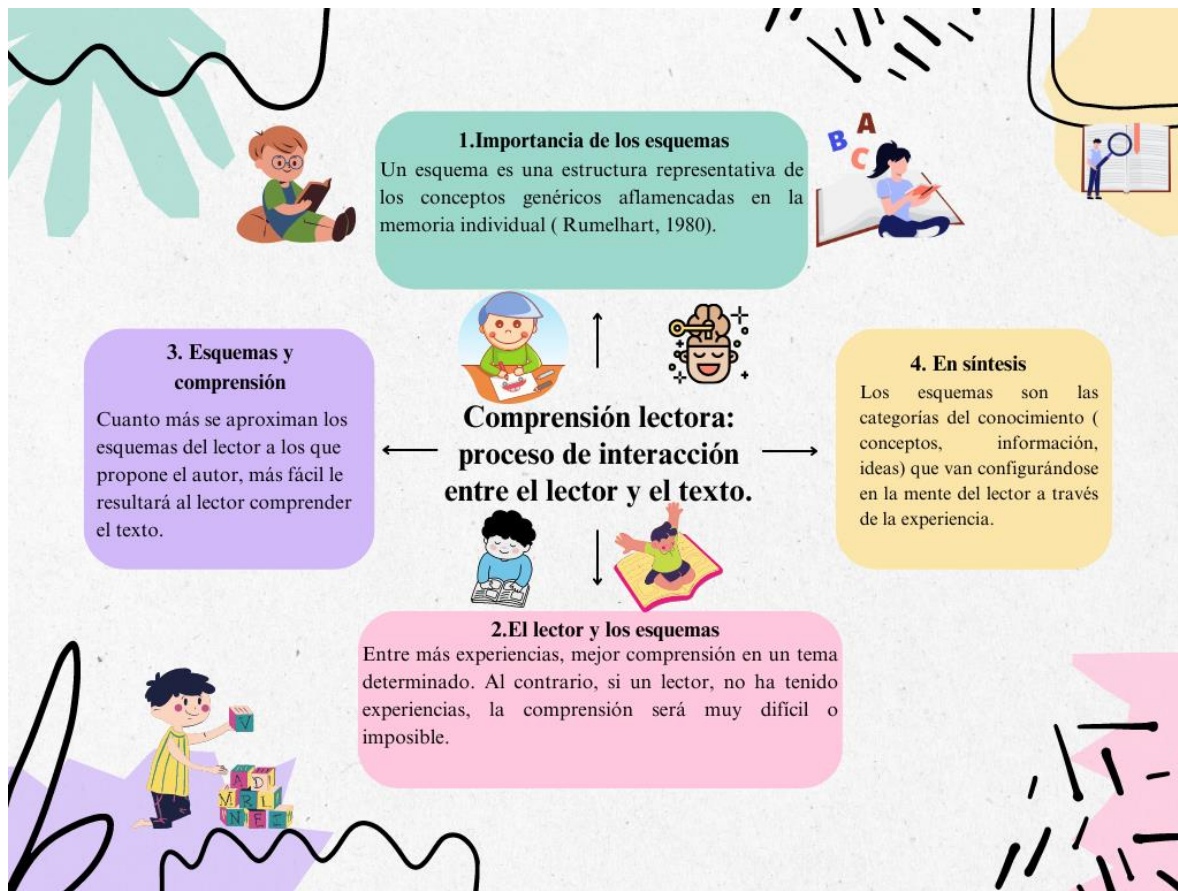 1.Importancia de los esquemas
Un esquema es una estructura representativa de
los conceptos genéricos aflamencadas en la
memoria individual ( Rumelhart, 1980).
B A C
3. Esquemas y
comprensión
Cuanto más se aproximan los
esquemas del lector a los que
propone el autor, más fácil le
resultará al lector comprender
el texto.
Comprensión lectora:
proceso de interacción
entre el lector y el texto.
4. En síntesis
Los esquemas son las
categorías del conocimiento (
conceptos, información,
ideas) que van configurándose
en la mente del lector a través
de la experiencia.
2.El lector y los esquemas
Entre más experiencias, mejor comprensión en un tema
determinado. Al contrario, si un lector, no ha tenido
experiencias, la comprensión será muy difícil o
imposible.
V
A D
V R L
N E